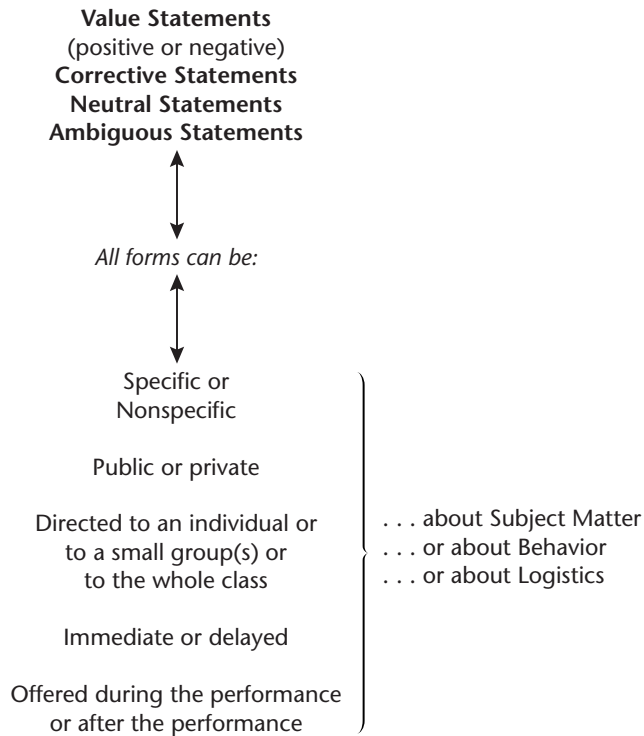 Value Statements
(positive or negative)
Corrective Statements
Neutral Statements
Ambiguous Statements
All forms can be:
Specific or
Nonspecific
Public or private
Directed to an individual or
to a small group(s) or
to the whole class
Immediate or delayed
Offered during the performance
or after the performance
. . . about Subject Matter
. . . or about Behavior
. . . or about Logistics